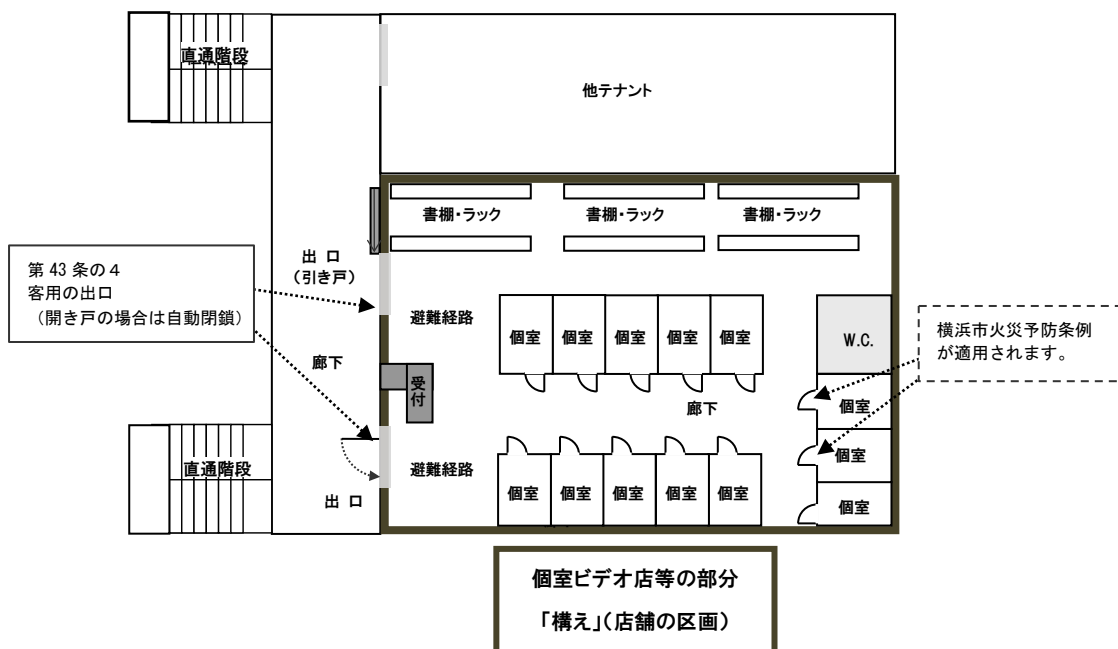 直通階段
他テナント
書棚・ラック
書棚・ラック
書棚・ラック
第 43 条の４
客用の出口
（開き戸の場合は自動閉鎖）
出 口
（引き戸）
避難経路
個室
個室
個室
個室
個室
W.C.
横浜市火災予防条例
が適用されます。
廊下
受付
廊下
個室
個室
個室
直通階段
避難経路
個室
個室
個室
個室
個室
出 口
個室ビデオ店等の部分
「構え」（店舗の区画）